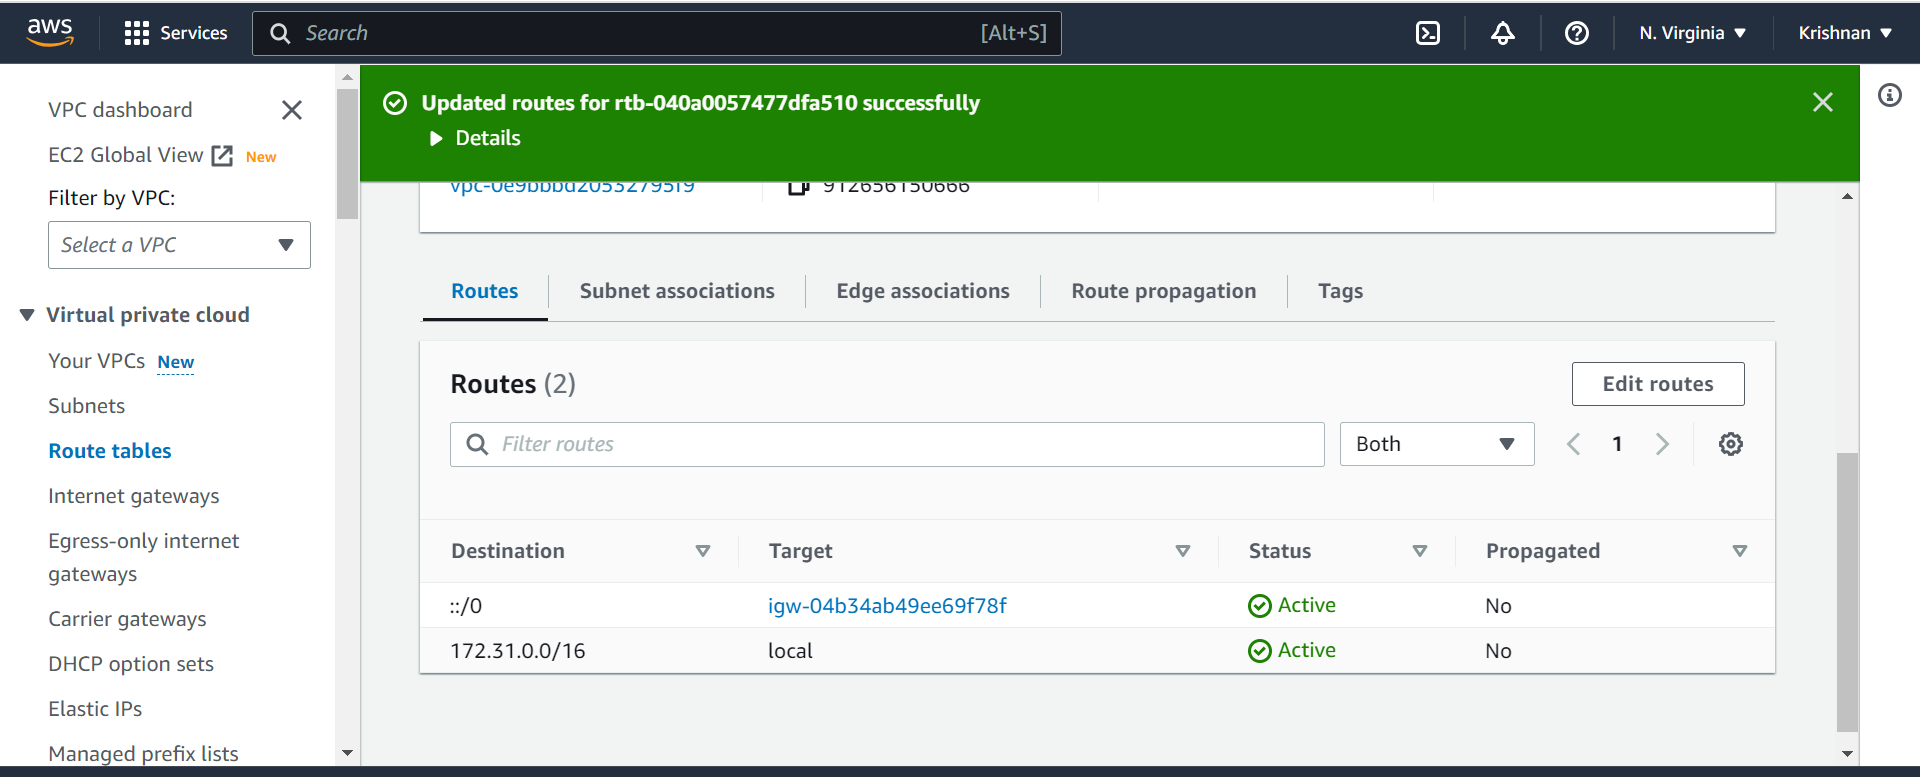 aws
Services
Search
[Alt+S]
N. Virginia
Krishnan
VPC dashboard
EC2 Global View New
Filter by VPC:
Select a VPC
Virtual private cloud
Your VPCs New
Subnets
Route tables
Internet gateways
Egress-only internet
gateways
Carrier gateways
DHCP option sets
Elastic IPs
Managed prefix lists
Updated routes for rtb-040a0057477dfa510 successfully
Details
912656150666
Routes
Subnet associations
Edge associations
Route propagation
Tags
Routes (2)
Edit routes
Filter routes
Both
1
Destination Target Status Propagated
::/0 igw-04b34ab49ee69f78f Active No
172.31.0.0/16 local Active No